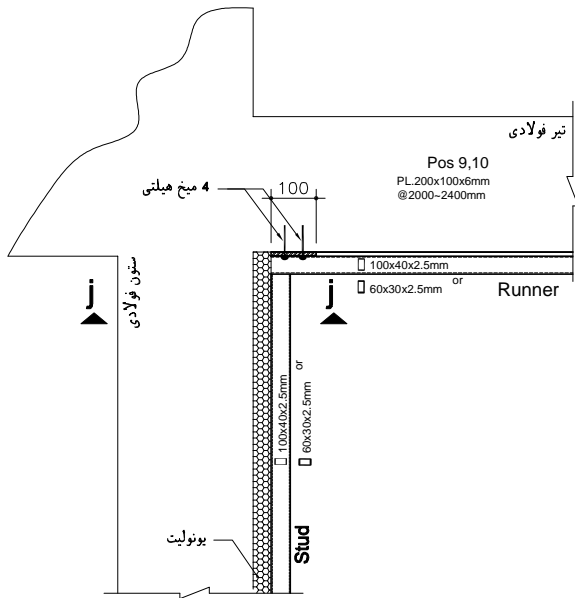 تیر فولادی
Pos 9,10
PL.200x100x6mm
@2000~2400mm
4 میخ هیلتی
100
100x40x2.5mm
or
60x30x2.5mm
Runner
ستون فولادی
j
j
100x40x2.5mm
or
60x30x2.5mm
یونولیت
Stud